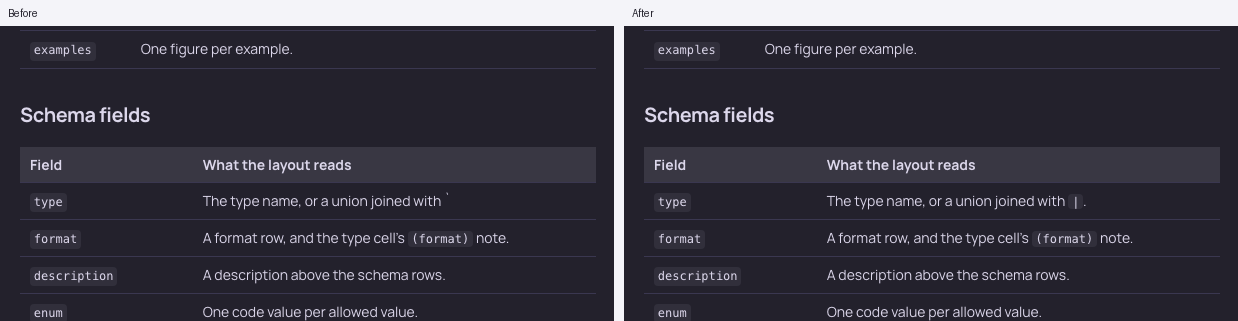 Before
examples One figure per example.
Schema fields
Field What the layout reads
type The type name, or a union joined with `
format A format row, and the type cell's (format) note.
description A description above the schema rows.
enum One code value per allowed value.
After
examples One figure per example.
Schema fields
Field What the layout reads
type The type name, or a union joined with |.
format A format row, and the type cell's (format) note.
description A description above the schema rows.
enum One code value per allowed value.